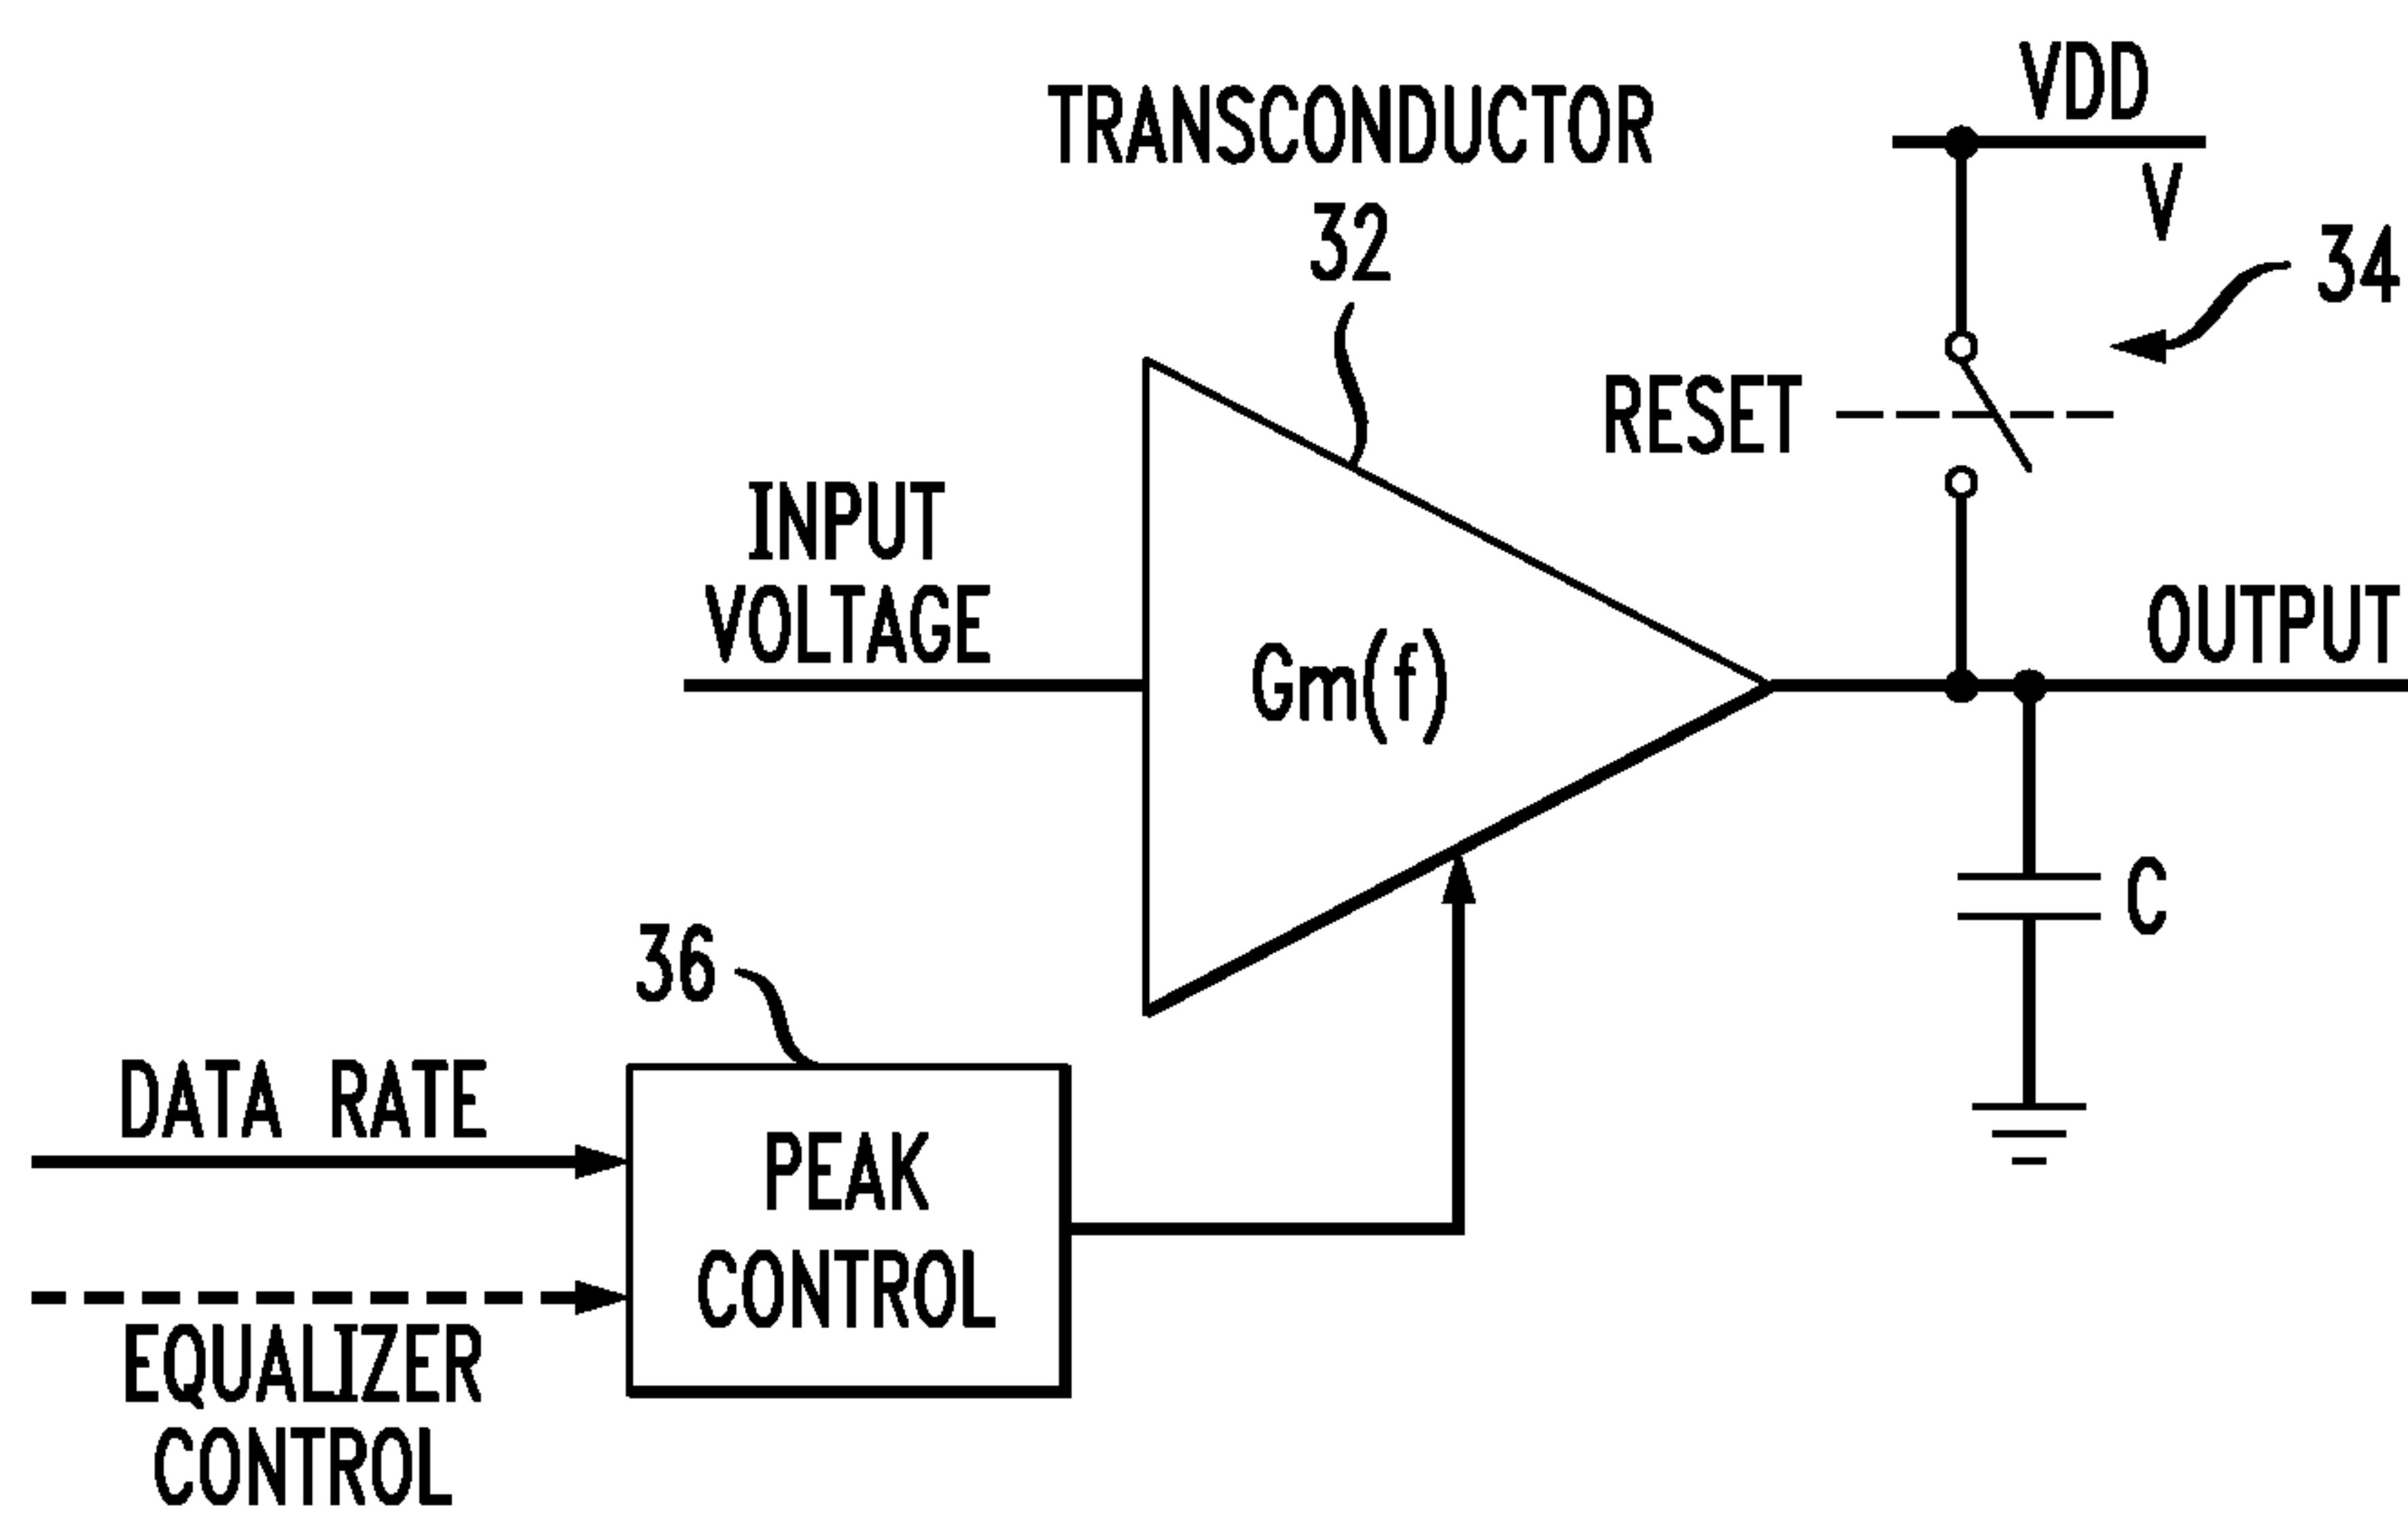 TRANSCONDUCTOR
32
VDD
V
34
RESET
INPUT
VOLTAGE
Gm(f)
OUTPUT
C
36
DATA RATE
PEAK
CONTROL
EQUALIZER
CONTROL